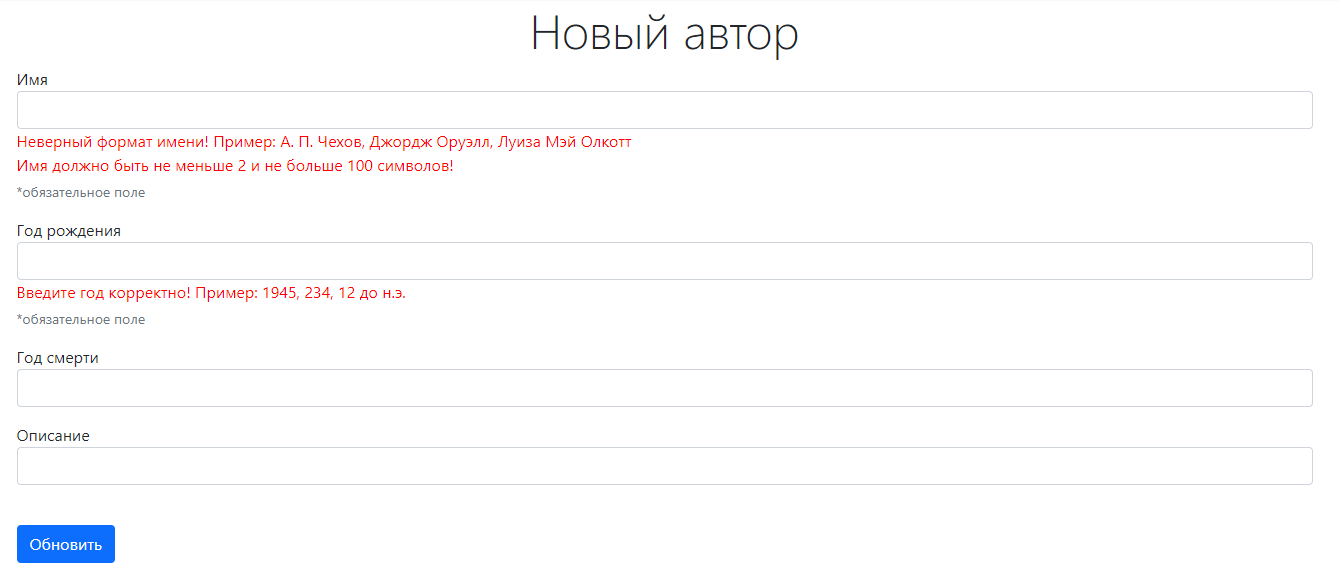 Новый автор
Имя
Неверный формат имени! Пример: А. П. Чехов, Джордж Оруэлл, Луиза Мэй Олкотт
Имя должно быть не меньше 2 и не больше 100 символов!
*обязательное поле
Год рождения
Введите год корректно! Пример: 1945, 234, 12 до н.э.
*обязательное поле
Год смерти
Описание
Обновить